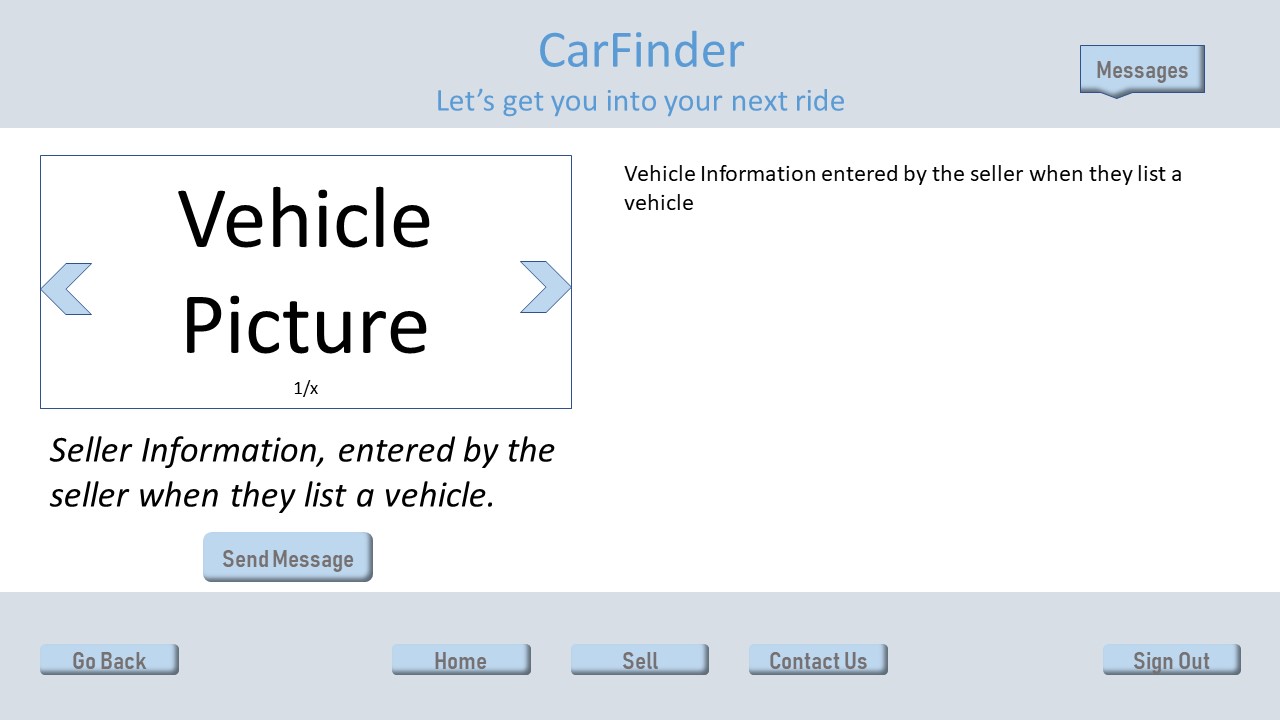 CarFinder
Let’s get you into your next ride
Messages
Vehicle
Picture
1/x
Vehicle Information entered by the seller when they list a
vehicle
Seller Information, entered by the
seller when they list a vehicle.
Send Message
Go Back
Home
Sell
Contact Us
Sign Out